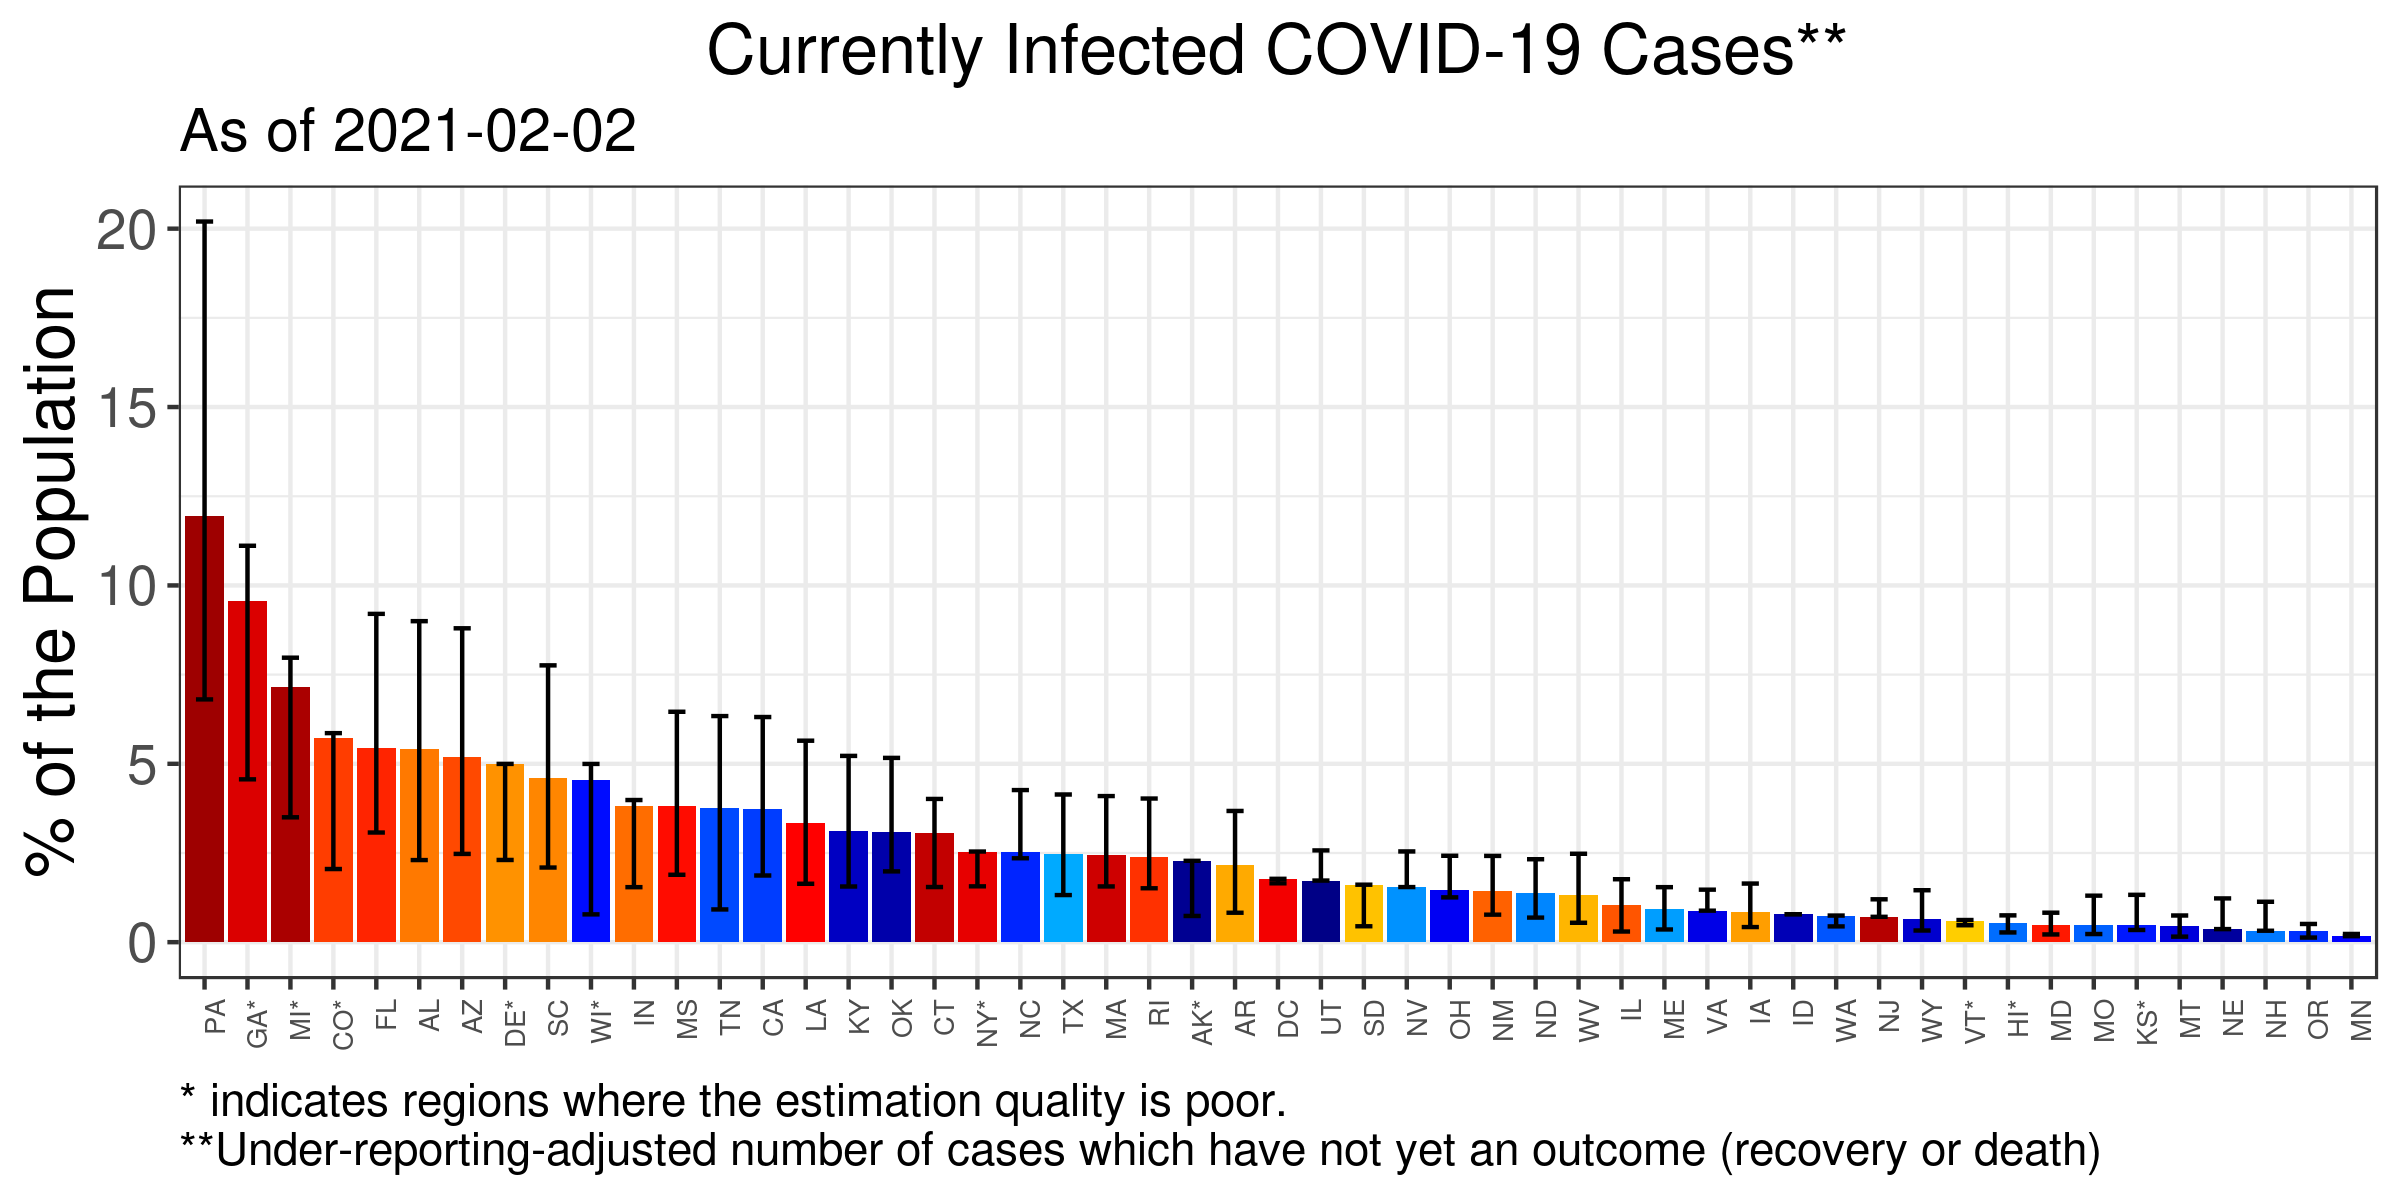 Currently Infected COVID-19 Cases**
As of 2021-02-02
% of the Population
20
15
10
5
0
PA GA* MI* CO* FL AL AZ DE* SC WI* IN MS TN CA LA KY OK CT NY* NC TX MA RI AK* AR DC UT SD NV OH NM ND WV IL ME VA IA ID WA NJ WY VT* HI* MD MO KS* MT NE NH OR MN
* indicates regions where the estimation quality is poor.
**Under-reporting-adjusted number of cases which have not yet an outcome (recovery or death)